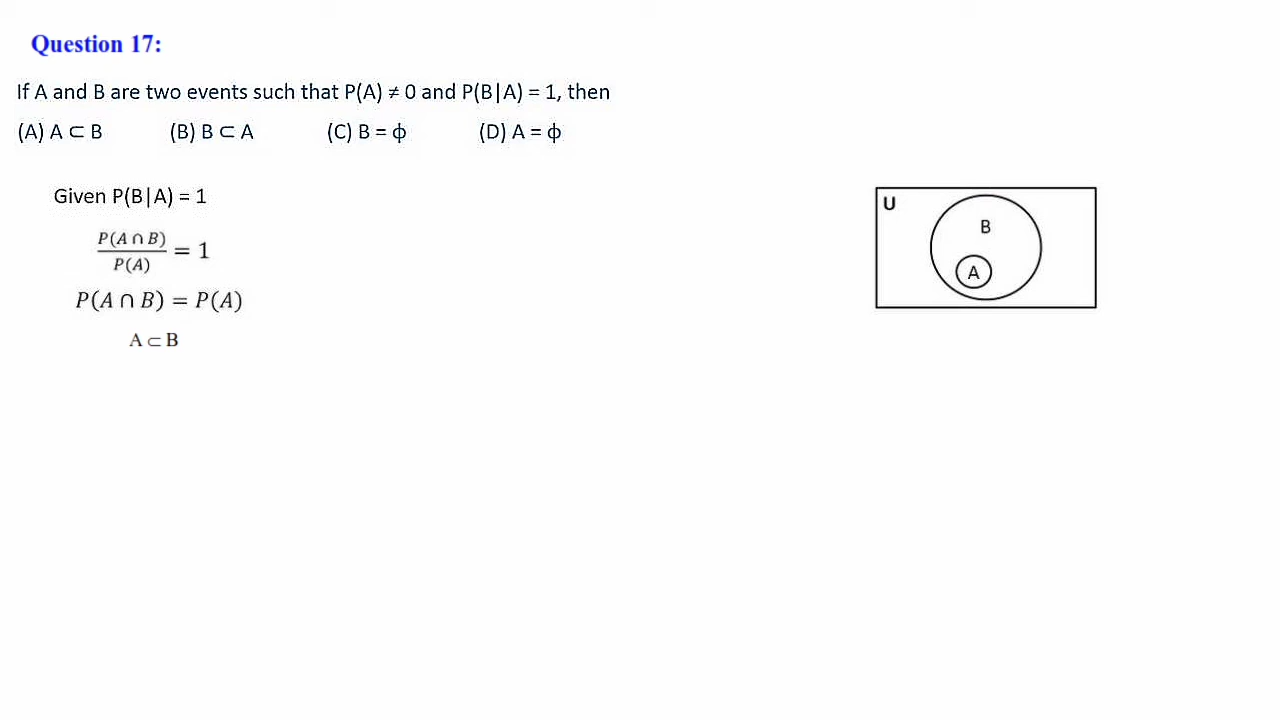 Question 17:
If A and B are two events such that P(A) ≠ 0 and P(B|A) = 1, then
(A) A ⊂ B (B) B ⊂ A (C) B = ϕ (D) A = ϕ
Given P(B|A) = 1
P(A ∩ B)/P(A) = 1
P(A ∩ B) = P(A)
A ⊂ B
U
B
A